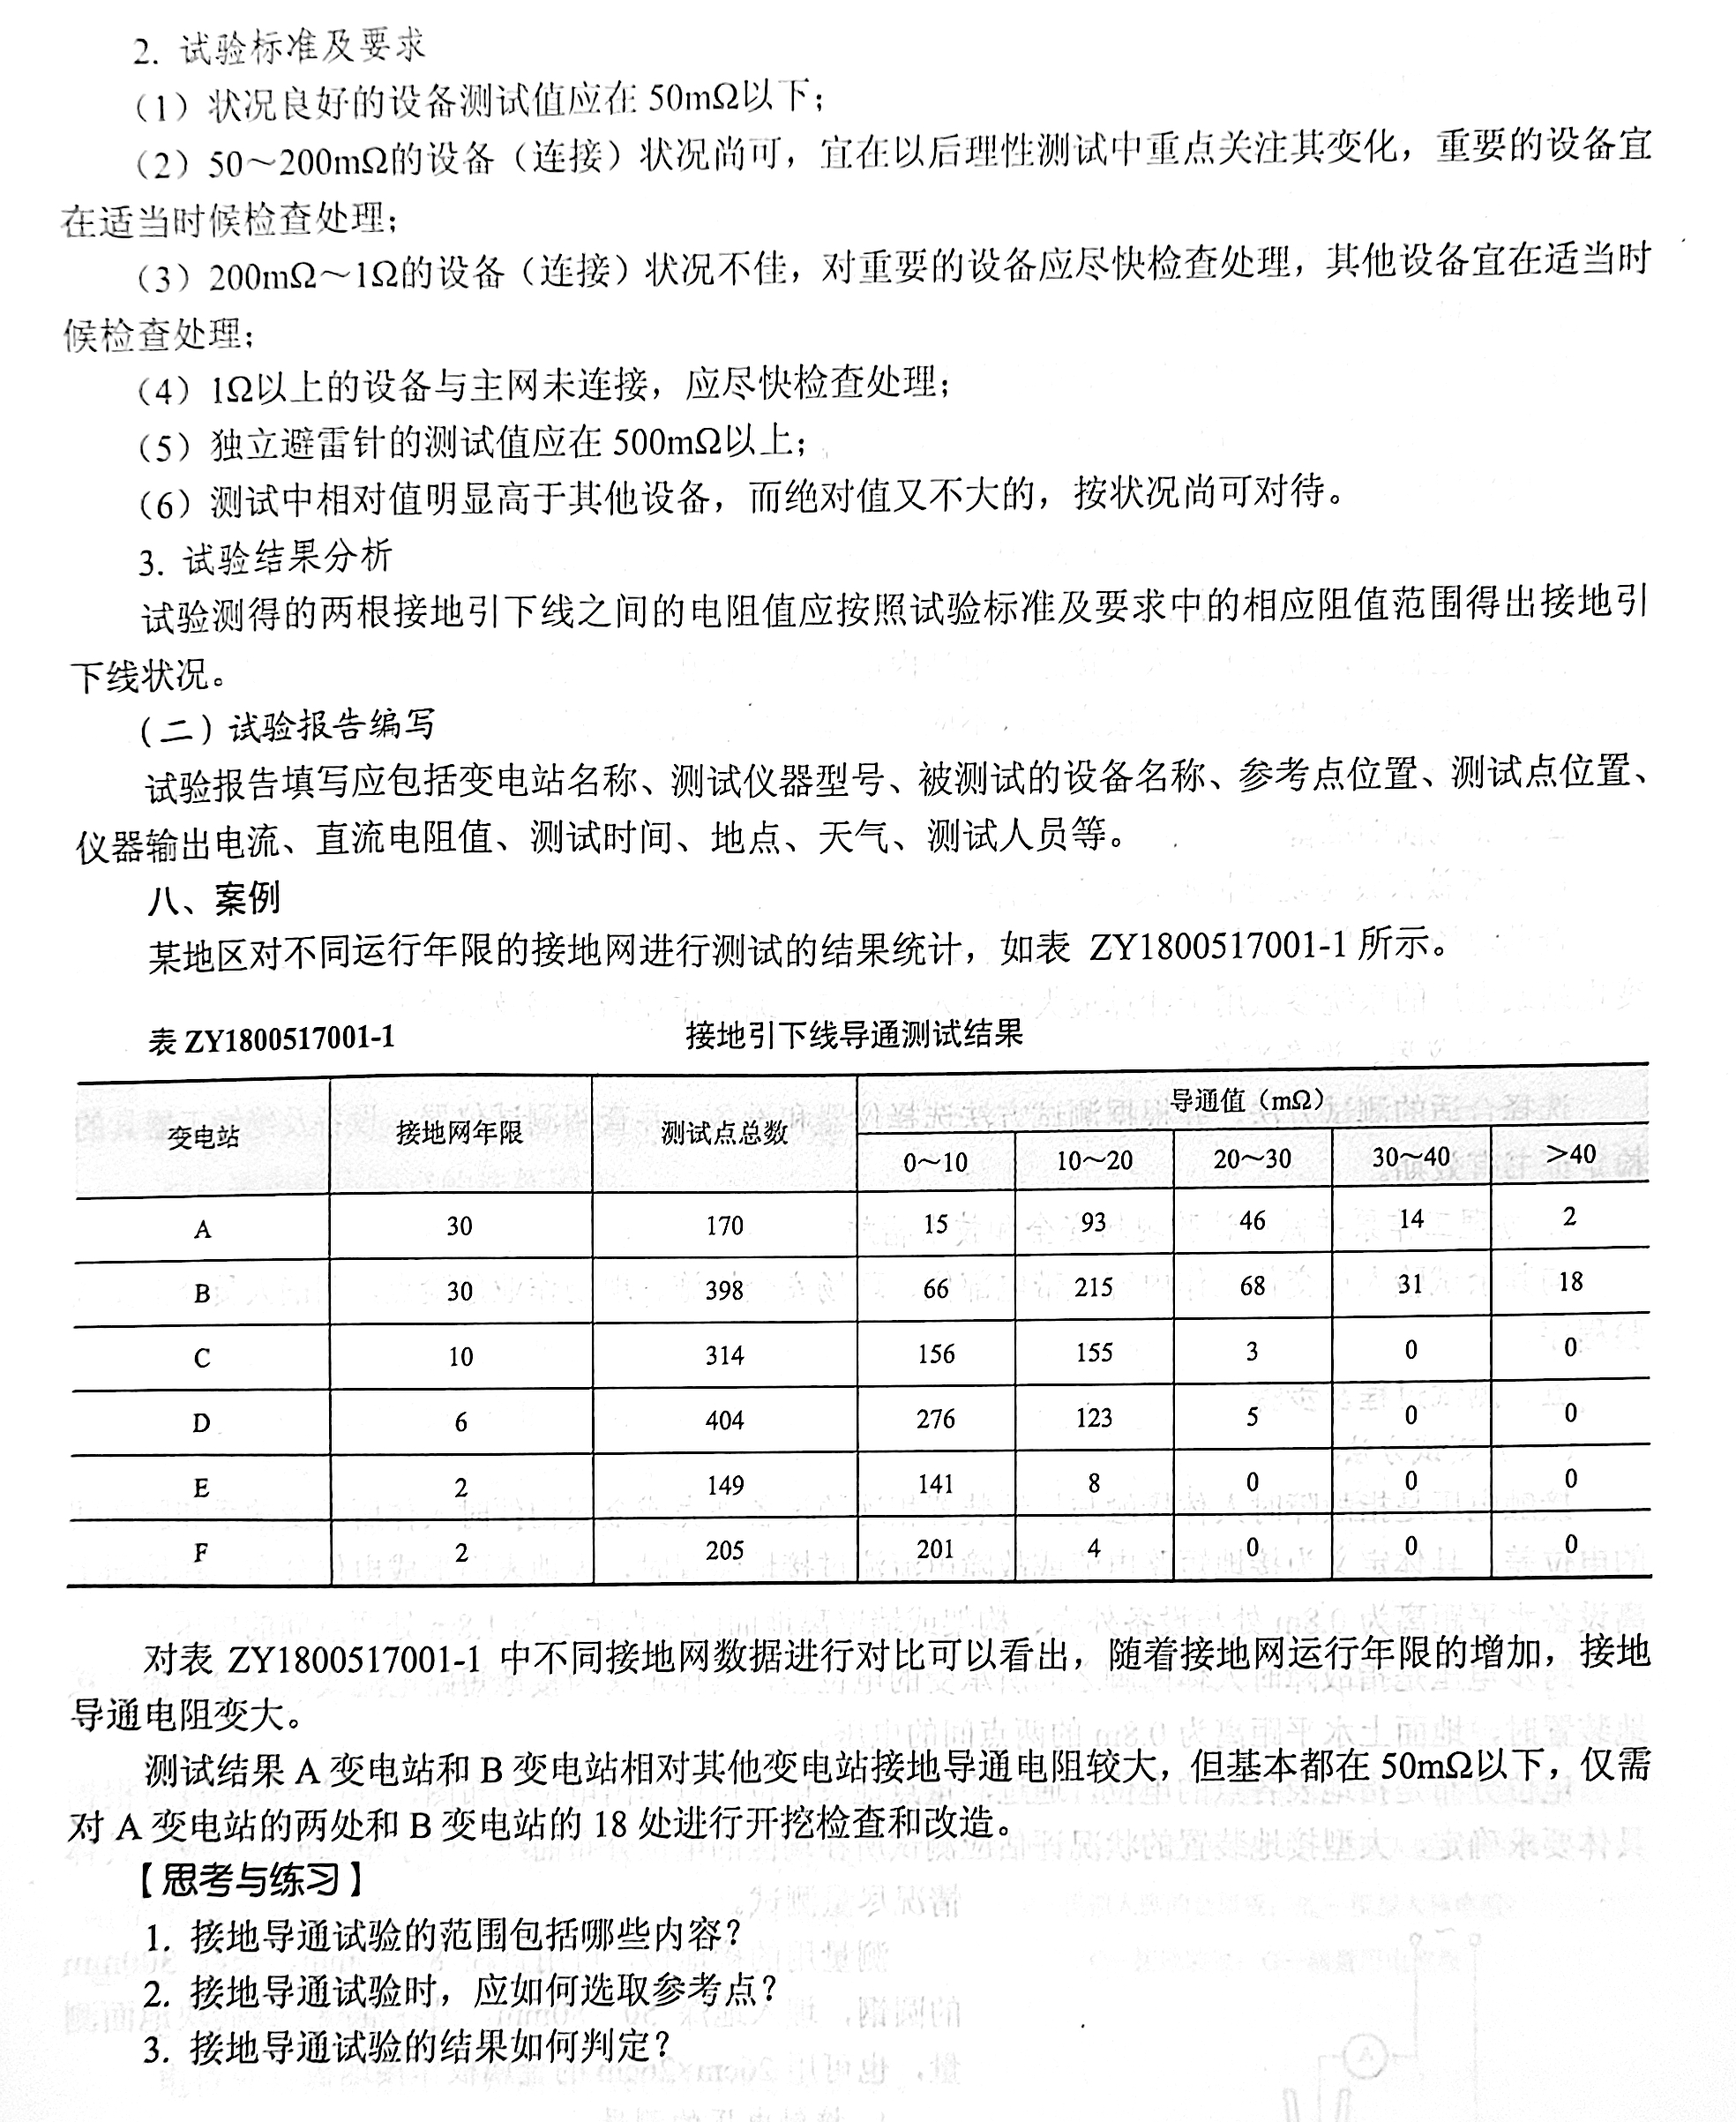 2. 试验标准及要求
（1）状况良好的设备测试值应在 50mΩ以下；
（2）50～200mΩ的设备（连接）状况尚可，宜在以后理性测试中重点关注其变化，重要的设备宜
在适当时候检查处理；
（3）200mΩ～1Ω的设备（连接）状况不佳，对重要的设备应尽快检查处理，其他设备宜在适当时
候检查处理；
（4）1Ω以上的设备与主网未连接，应尽快检查处理；
（5）独立避雷针的测试值应在 500mΩ以上；
（6）测试中相对值明显高于其他设备，而绝对值又不大的，按状况尚可对待。
3. 试验结果分析
试验测得的两根接地引下线之间的电阻值应按照试验标准及要求中的相应阻值范围得出接地引
下线状况。
（二）试验报告编写
试验报告填写应包括变电站名称、测试仪器型号、被测试的设备名称、参考点位置、测试点位置、
仪器输出电流、直流电阻值、测试时间、地点、天气、测试人员等。
八、案例
某地区对不同运行年限的接地网进行测试的结果统计，如表 ZY1800517001-1 所示。
表 ZY1800517001-1 接地引下线导通测试结果
变电站 接地网年限 测试点总数 导通值（mΩ）
0～10 10～20 20～30 30～40 >40
A 30 170 15 93 46 14 2
B 30 398 66 215 68 31 18
C 10 314 156 155 3 0 0
D 6 404 276 123 5 0 0
E 2 149 141 8 0 0 0
F 2 205 201 4 0 0 0
对表 ZY1800517001-1 中不同接地网数据进行对比可以看出，随着接地网运行年限的增加，接地
导通电阻变大。
测试结果 A 变电站和 B 变电站相对其他变电站接地导通电阻较大，但基本都在 50mΩ以下，仅需
对 A 变电站的两处和 B 变电站的 18 处进行开挖检查和改造。
【思考与练习】
1. 接地导通试验的范围包括哪些内容？
2. 接地导通试验时，应如何选取参考点？
3. 接地导通试验的结果如何判定？